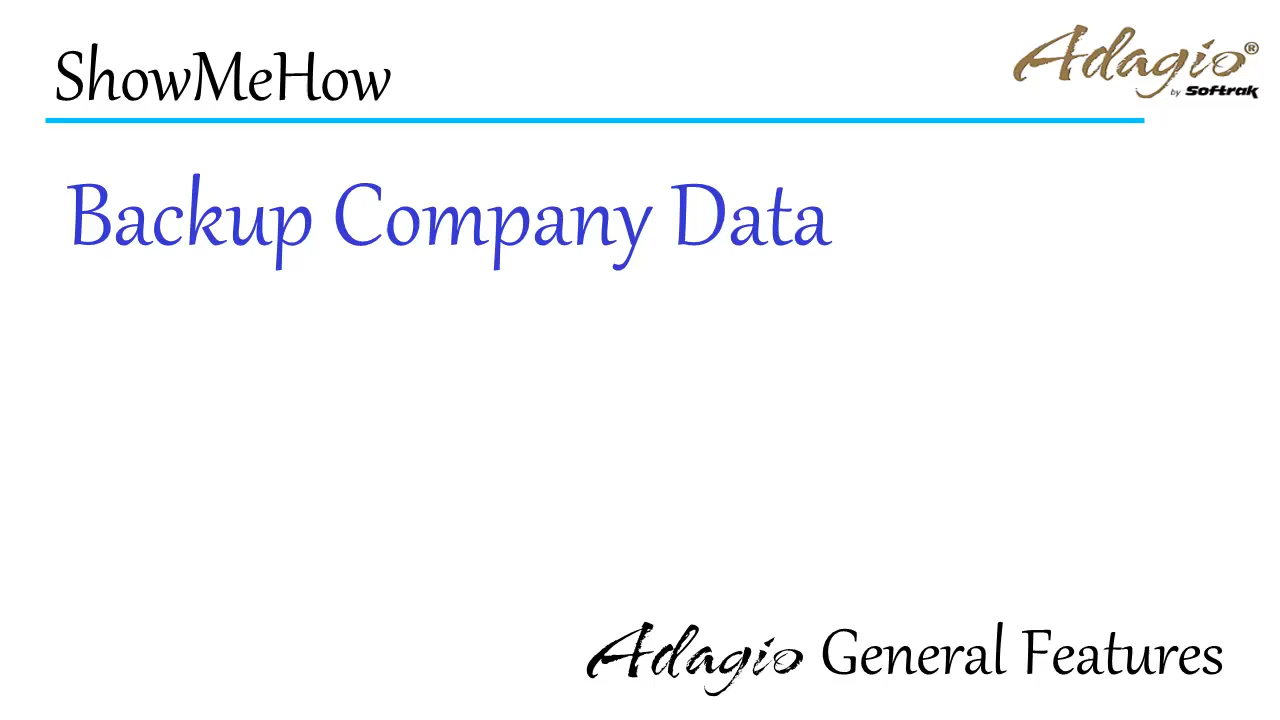 ShowMeHow
Adagio®
by Softrak
Backup Company Data
Adagio General Features